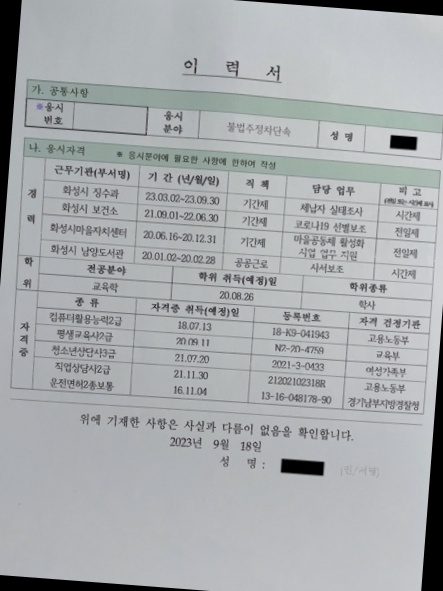 이 력 서
가. 공통사항
※응시 번호 응시 분야 불법주정차단속 성 명
나. 응시자격 ※ 응시분야에 필요한 사항에 한하여 작성
경 력 근무기관(부서명) 기 간 (년/월/일) 직 책 담당 업무 비 고
화성시 징수과 23.03.02~23.09.30 기간제 체납자 실태조사 시간제
화성시 보건소 21.09.01~22.06.30 기간제 코로나19 선별보조 전일제
화성시마을자치센터 20.06.16~20.12.31 기간제 마을공동체 활성화 사업 업무 지원 전일제
화성시 남양도서관 20.01.02~20.02.28 공공근로 사서보조 시간제
학 위 전공분야 학위 취득(예정)일 학위종류
교육학 20.08.26 학사
자 격 증 종 류 자격증 취득(예정)일 등록번호 자격 검정기관
컴퓨터활용능력2급 18.07.13 18-K9-041943 고용노동부
평생교육사2급 20.09.11 N2-20-4759 교육부
청소년상담사3급 21.07.20 2021-3-0433 여성가족부
직업상담사2급 21.11.30 21202102318R 고용노동부
운전면허2종보통 16.11.04 13-16-048178-90 경기남부지방경찰청
위에 기재한 사항은 사실과 다름이 없음을 확인합니다.
2023년 9월 18일
성 명 : (인/서명)